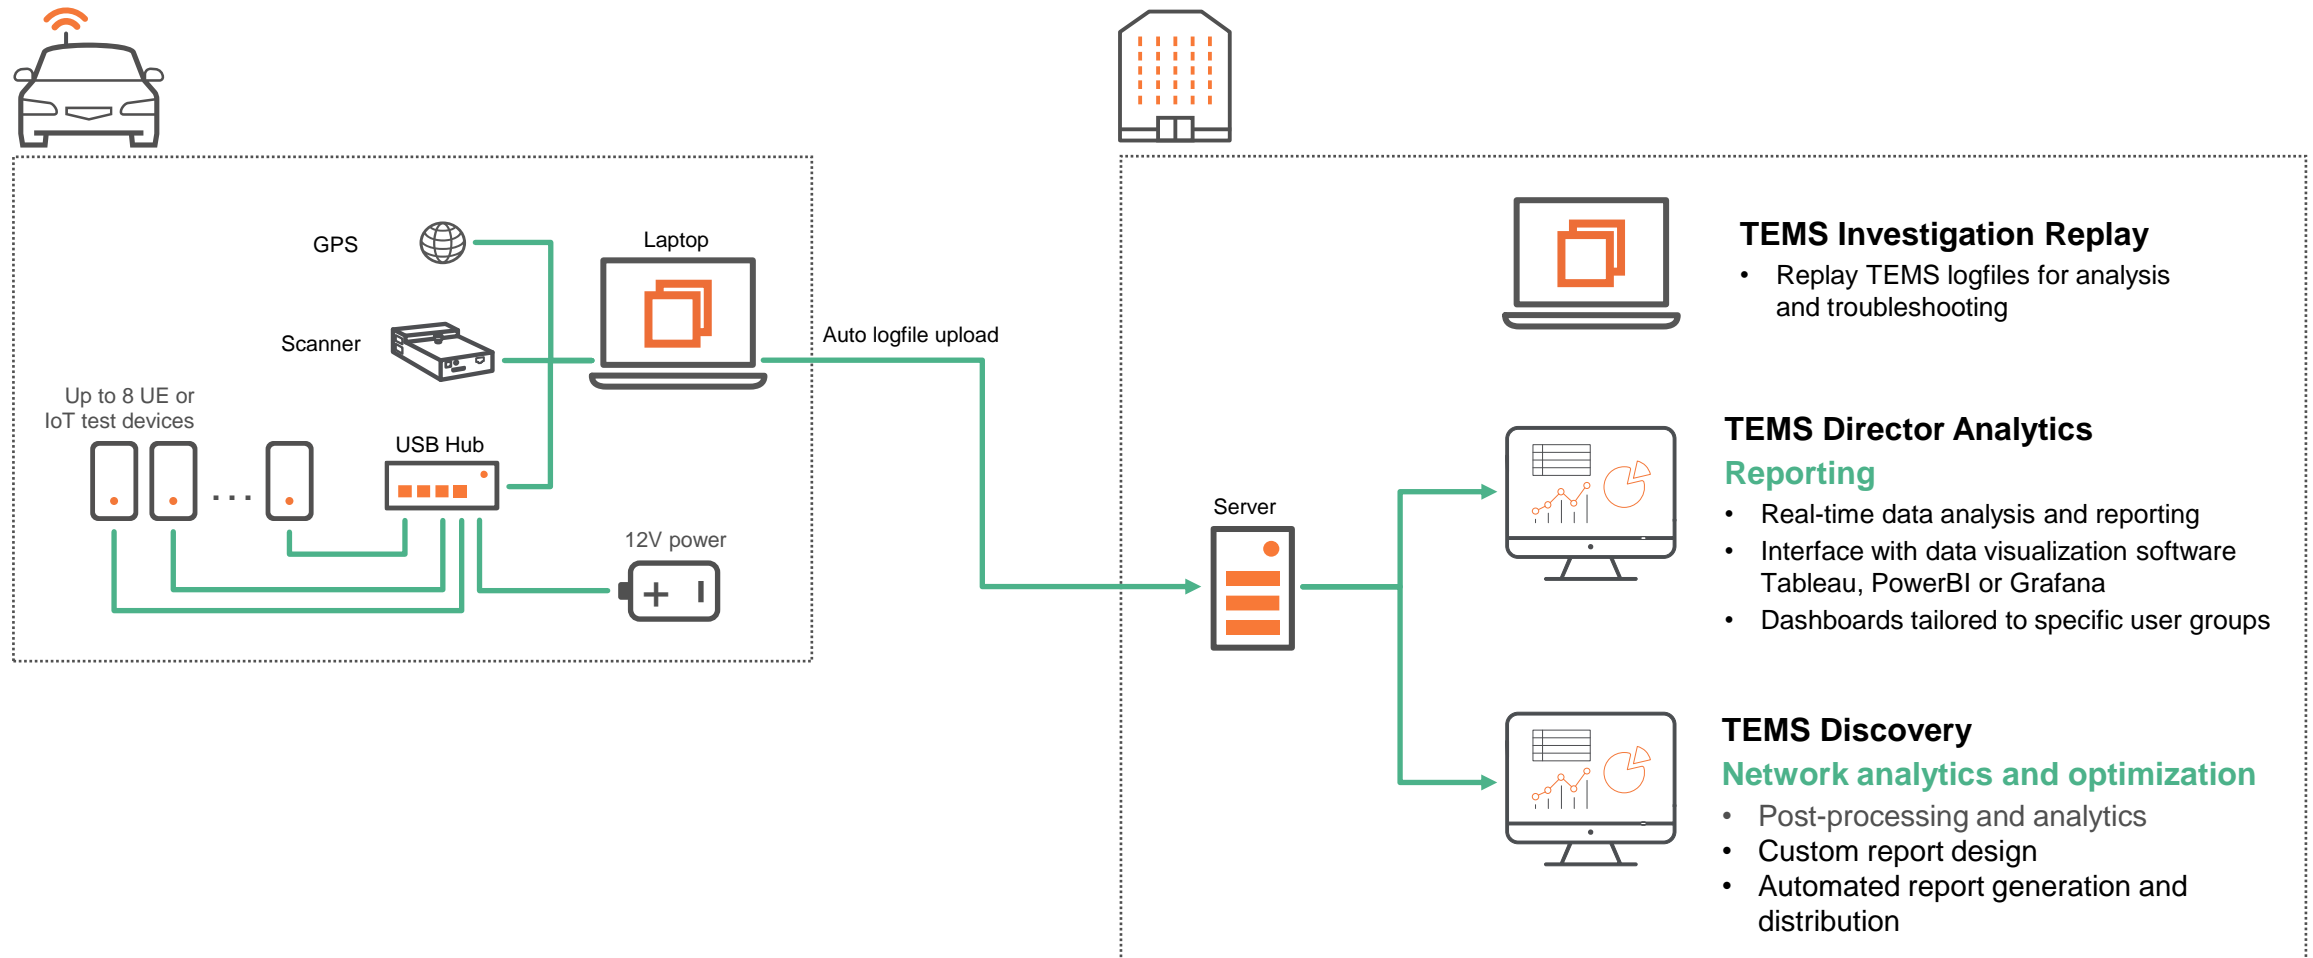 GPS
Laptop
Scanner
Auto logfile upload
Up to 8 UE or
IoT test devices
USB Hub
12V power
Server
TEMS Investigation Replay
• Replay TEMS logfiles for analysis
and troubleshooting
TEMS Director Analytics
Reporting
• Real-time data analysis and reporting
• Interface with data visualization software
Tableau, PowerBI or Grafana
• Dashboards tailored to specific user groups
TEMS Discovery
Network analytics and optimization
• Post-processing and analytics
• Custom report design
• Automated report generation and
distribution